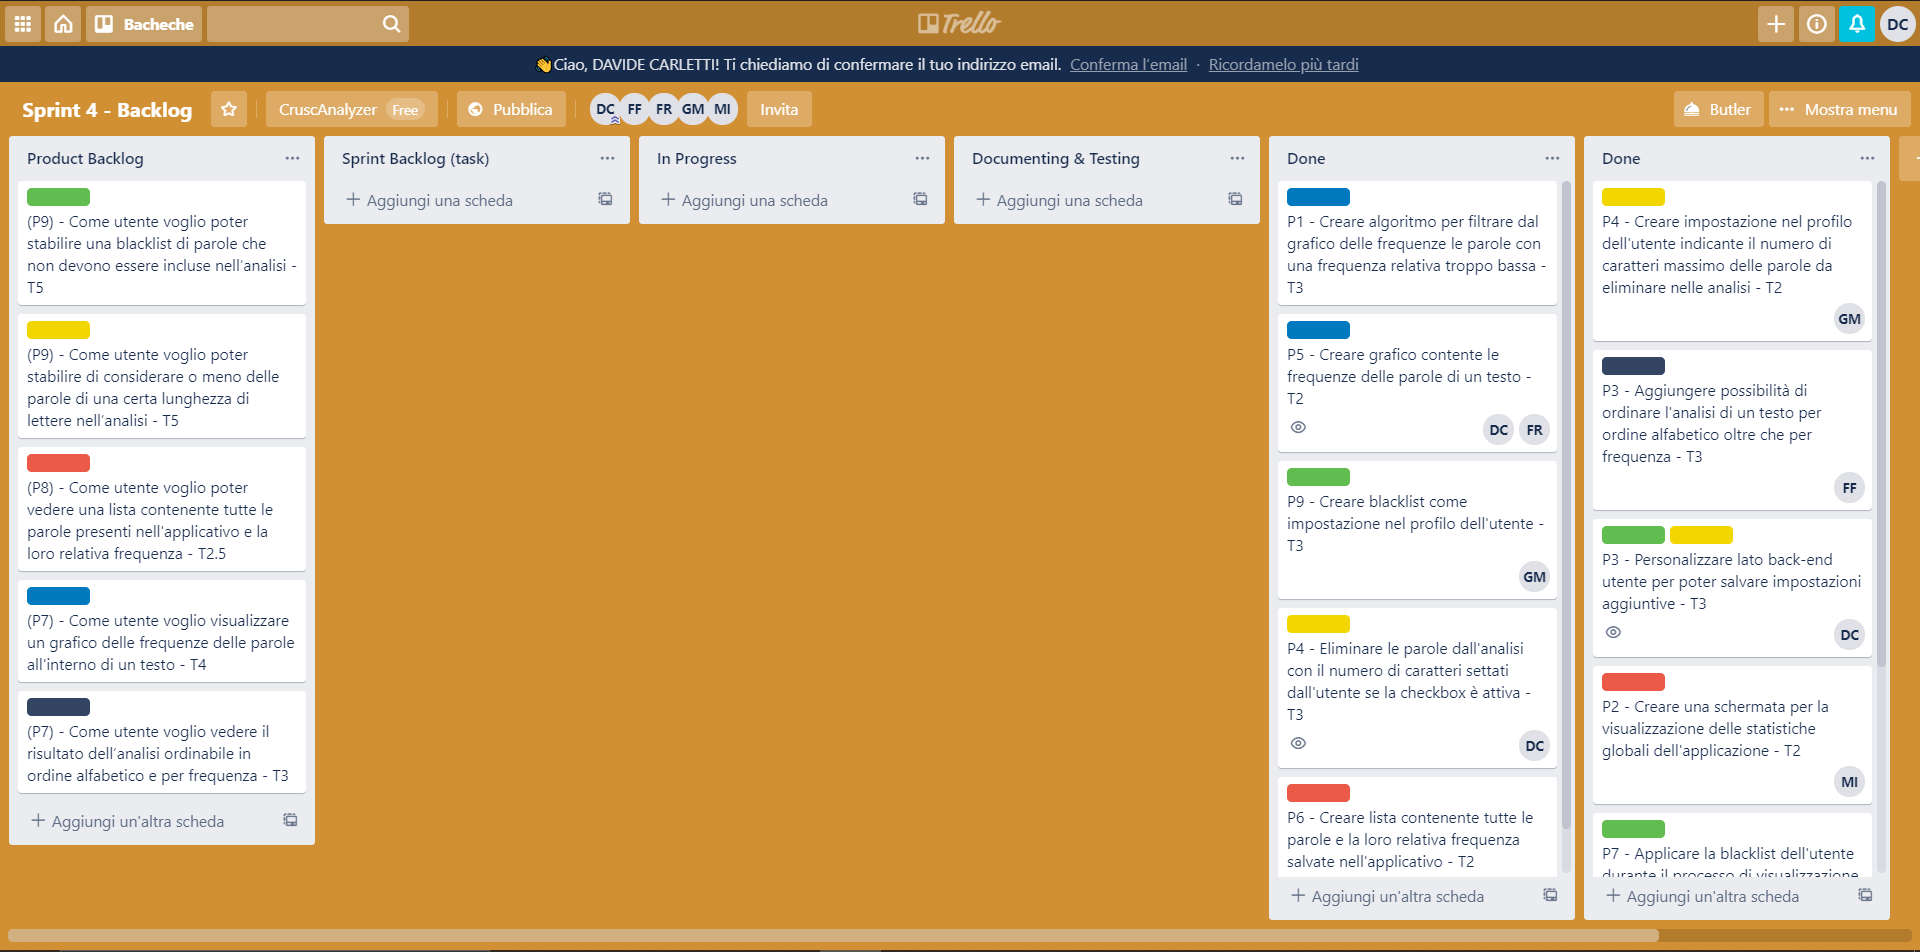 Bacheche
Trello
DC
👋Ciao, DAVIDE CARLETTI! Ti chiediamo di confermare il tuo indirizzo email. Conferma l'email · Ricordamelo più tardi
Sprint 4 - Backlog
CruscAnalyzer Free
Pubblica
DC FF FR GM MI
Invita
Butler
Mostra menu
Product Backlog
(P9) - Come utente voglio poter
stabilire una blacklist di parole che
non devono essere incluse nell'analisi -
T5
(P9) - Come utente voglio poter
stabilire di considerare o meno delle
parole di una certa lunghezza di
lettere nell'analisi - T5
(P8) - Come utente voglio poter
vedere una lista contenente tutte le
parole presenti nell'applicativo e la
loro relativa frequenza - T2.5
(P7) - Come utente voglio visualizzare
un grafico delle frequenze delle parole
all'interno di un testo - T4
(P7) - Come utente voglio vedere il
risultato dell'analisi ordinabile in
ordine alfabetico e per frequenza - T3
Aggiungi un'altra scheda
Sprint Backlog (task)
Aggiungi una scheda
In Progress
Aggiungi una scheda
Documenting & Testing
Aggiungi una scheda
Done
P1 - Creare algoritmo per filtrare dal
grafico delle frequenze le parole con
una frequenza relativa troppo bassa -
T3
P5 - Creare grafico contente le
frequenze delle parole di un testo -
T2
DC FR
P9 - Creare blacklist come
impostazione nel profilo dell'utente -
T3
GM
P4 - Eliminare le parole dall'analisi
con il numero di caratteri settati
dall'utente se la checkbox è attiva -
T3
DC
P6 - Creare lista contenente tutte le
parole e la loro relativa frequenza
salvate nell'applicativo - T2
Aggiungi un'altra scheda
Done
P4 - Creare impostazione nel profilo
dell'utente indicante il numero di
caratteri massimo delle parole da
eliminare nelle analisi - T2
GM
P3 - Aggiungere possibilità di
ordinare l'analisi di un testo per
ordine alfabetico oltre che per
frequenza - T3
FF
P3 - Personalizzare lato back-end
utente per poter salvare impostazioni
aggiuntive - T3
DC
P2 - Creare una schermata per la
visualizzazione delle statistiche
globali dell'applicazione - T2
MI
P7 - Applicare la blacklist dell'utente
durante il processo di visualizzazione
Aggiungi un'altra scheda